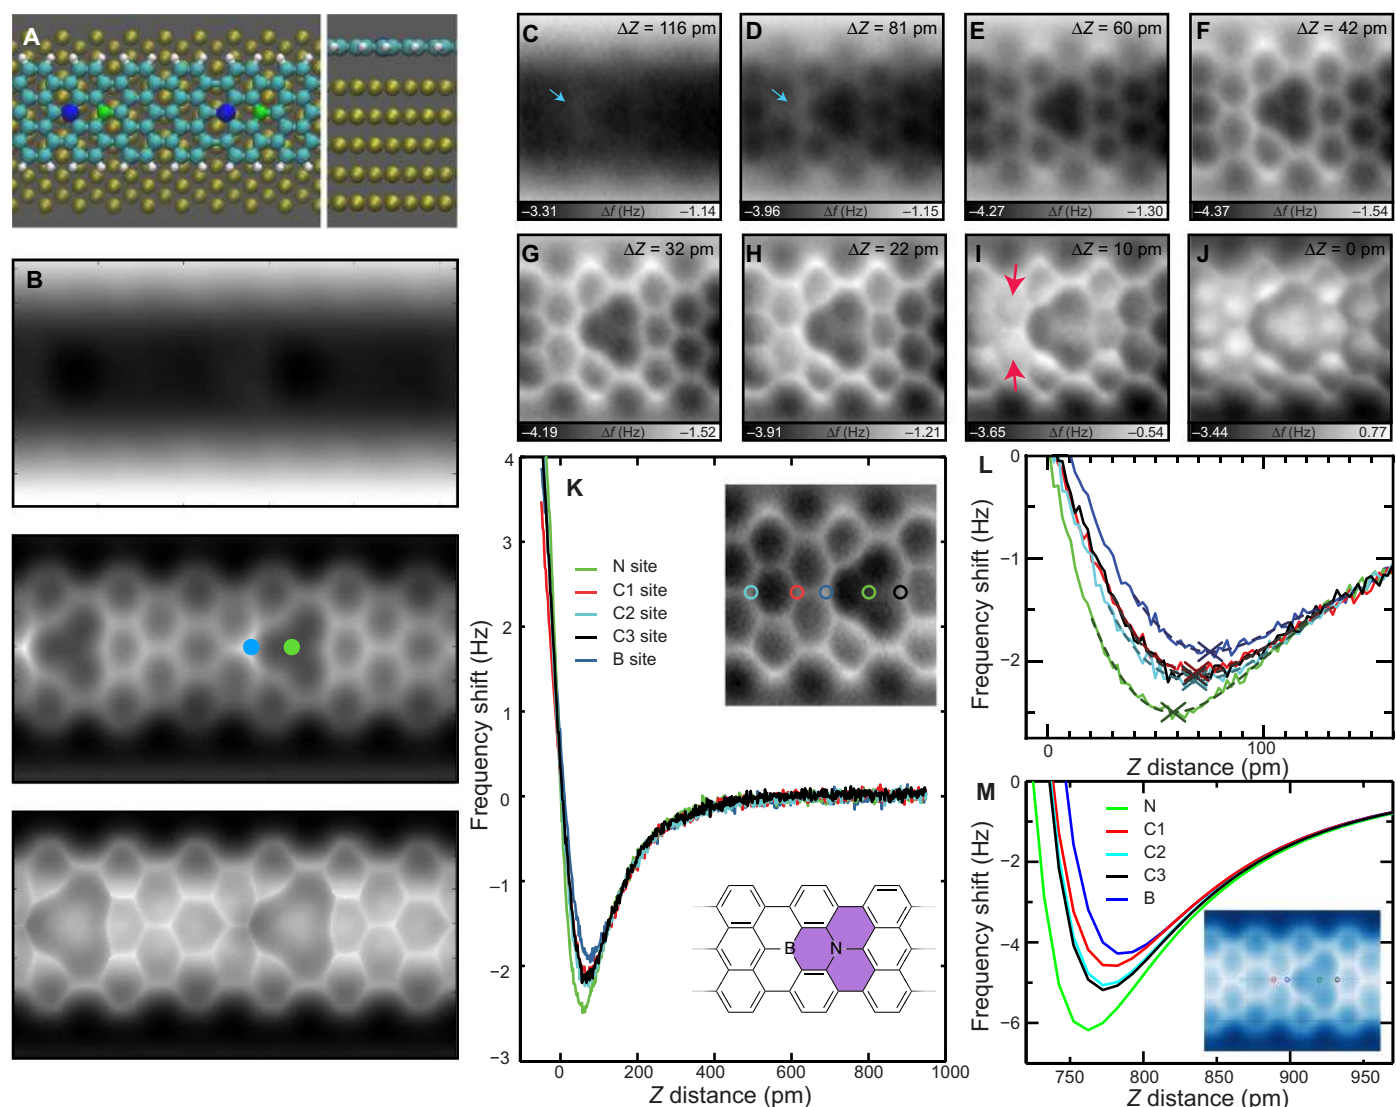 A
B
C
ΔZ = 116 pm
−3.31
Δf (Hz)
−1.14
D
ΔZ = 81 pm
−3.96
Δf (Hz)
−1.15
E
ΔZ = 60 pm
−4.27
Δf (Hz)
−1.30
F
ΔZ = 42 pm
−4.37
Δf (Hz)
−1.54
G
ΔZ = 32 pm
−4.19
Δf (Hz)
−1.52
H
ΔZ = 22 pm
−3.91
Δf (Hz)
−1.21
I
ΔZ = 10 pm
−3.65
Δf (Hz)
−0.54
J
ΔZ = 0 pm
−3.44
Δf (Hz)
0.77
K
4
3
2
1
0
−1
−2
−3
Frequency shift (Hz)
N site
C1 site
C2 site
C3 site
B site
B
N
0
200
400
600
800
1000
Z distance (pm)
L
0
−1
−2
Frequency shift (Hz)
0
100
Z distance (pm)
M
0
−2
−4
−6
Frequency shift (Hz)
N
C1
C2
C3
B
750
800
850
900
950
Z distance (pm)